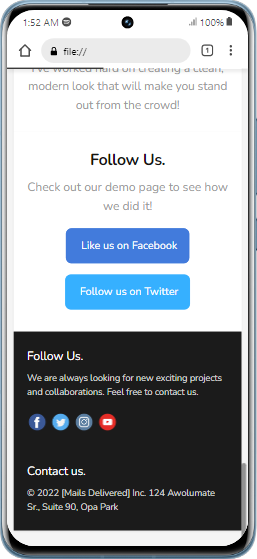 1:52 AM
100%
file://
1
I've worked hard on creating a clean,
modern look that will make you stand
out from the crowd!
Follow Us.
Check out our demo page to see how
we did it!
Like us on Facebook
Follow us on Twitter
Follow Us.
We are always looking for new exciting projects
and collaborations. Feel free to contact us.
Contact us.
© 2022 [Mails Delivered] Inc. 124 Awolumate
Sr., Suite 90, Opa Park